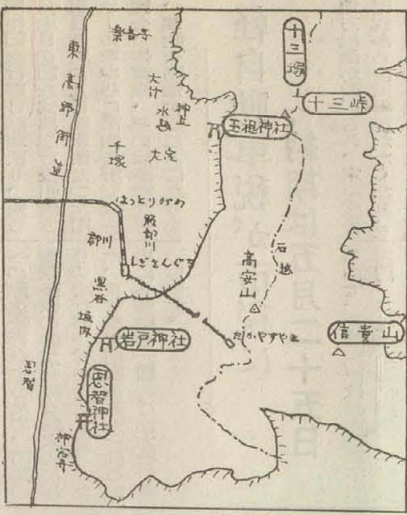 東高野街道
楽音寺
大竹
水越
神立
千塚
大窪
十三塚
十三峠
玉祖神社
はっとりがわ
服部川
郡川
しぎさんぐち
黒谷
垣内
岩戸神社
恩智神社
恩智
神宮寺
石越
高安山
たかやすやま
信貴山